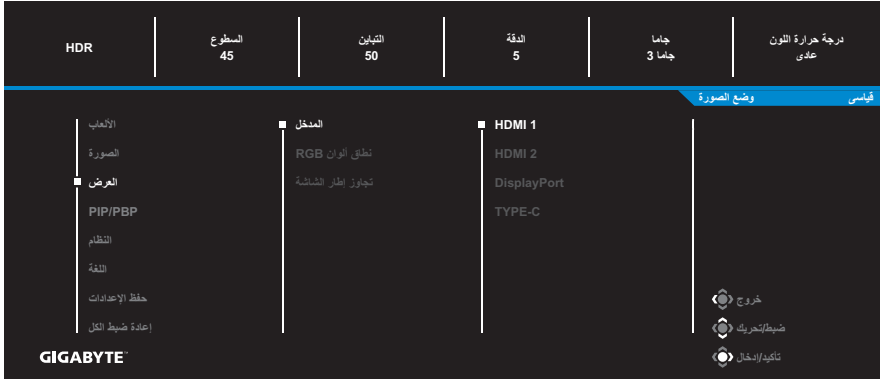 HDR
السطوع
45
التباين
50
الدقة
5
جاما
جاما 3
درجة حرارة اللون
عادى
وضع الصورة
قياسى
الألعاب
الصورة
العرض
PIP/PBP
النظام
اللغة
حفظ الإعدادات
إعادة ضبط الكل
المدخل
نطاق ألوان RGB
تجاوز إطار الشاشة
HDMI 1
HDMI 2
DisplayPort
TYPE-C
خروج
ضبط/تحريك
تأكيد/إدخال
GIGABYTE™